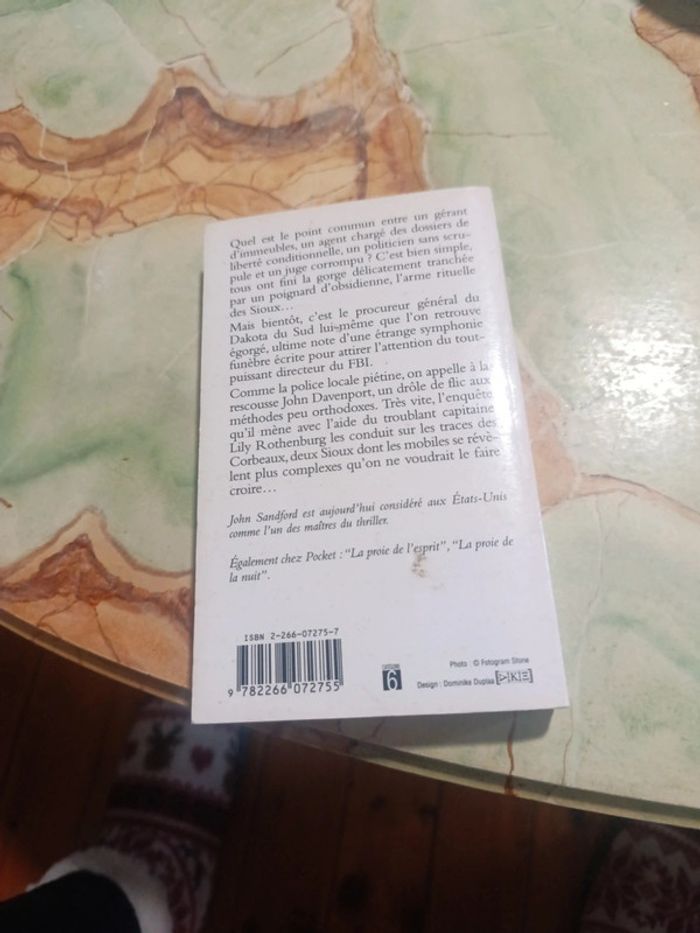 Quel est le point commun entre un gérant
d'immeubles, un agent chargé des dossiers de
liberté conditionnelle, un politicien sans scru-
pule et un juge corrompu ? C'est bien simple,
tous ont fini la gorge délicatement tranchée
par un poignard d'obsidienne, l'arme rituelle
des Sioux...
Mais bientôt, c'est le procureur général du
Dakota du Sud lui-même que l'on retrouve
égorgé, ultime note d'une étrange symphonie
funèbre écrite pour attirer l'attention du tout-
puissant directeur du FBI.
Comme la police locale piétine, on appelle à la
rescousse John Davenport, un drôle de flic aux
méthodes peu orthodoxes. Très vite, l'enquête
qu'il mène avec l'aide du troublant capitaine
Lily Rothenburg les conduit sur les traces des
Corbeaux, deux Sioux dont les mobiles se révè-
lent plus complexes qu'on ne voudrait le faire
croire...
John Sandford est aujourd'hui considéré aux États-Unis
comme l'un des maîtres du thriller.
Également chez Pocket : "La proie de l'esprit", "La proie de
la nuit".
ISBN 2-266-07275-7
9 782266 072755
CATÉGORIE
6
Photo : © Fotogram Stone
Design : Dominike Duplaa